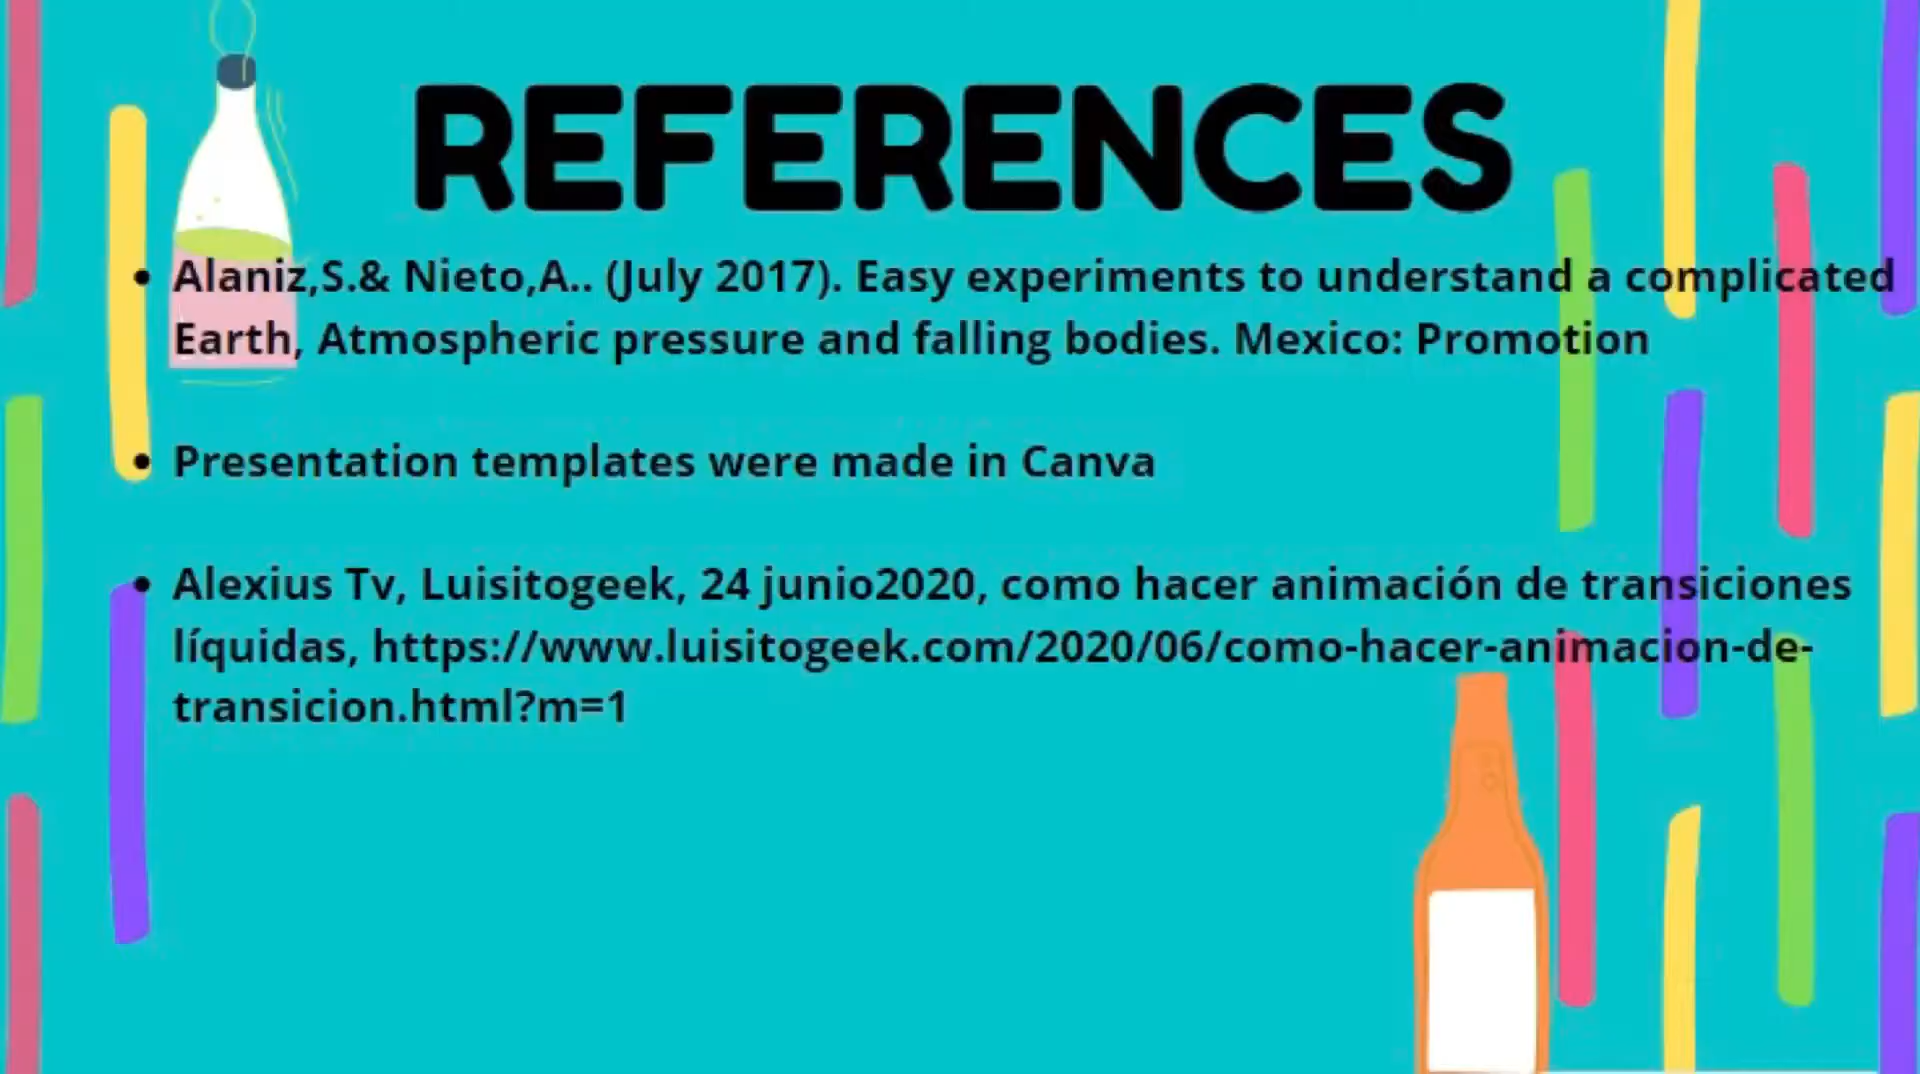 REFERENCES
• Alaniz,S.& Nieto,A.. (July 2017). Easy experiments to understand a complicated
Earth, Atmospheric pressure and falling bodies. Mexico: Promotion
• Presentation templates were made in Canva
• Alexius Tv, Luisitogeek, 24 junio2020, como hacer animación de transiciones
líquidas, https://www.luisitogeek.com/2020/06/como-hacer-animacion-de-
transicion.html?m=1